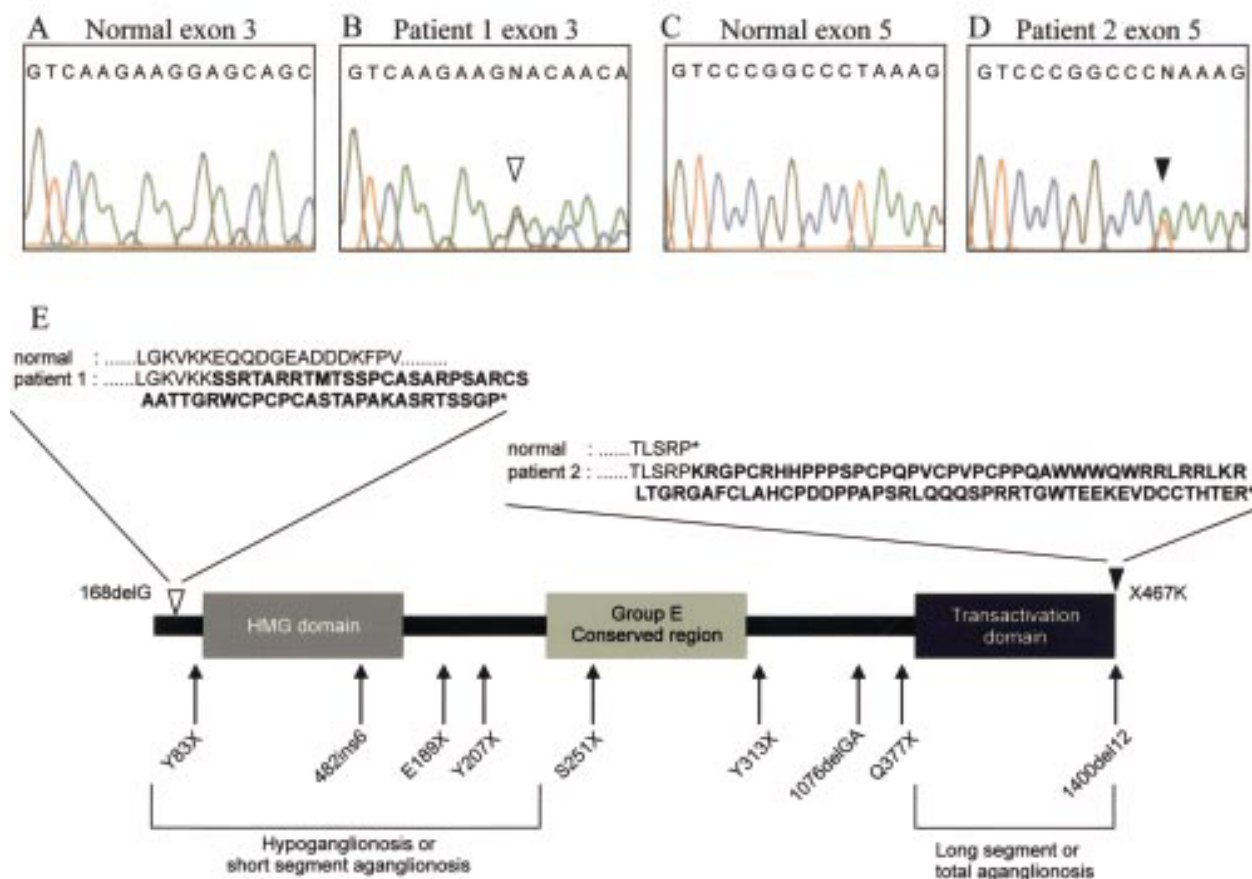 A Normal exon 3
B Patient 1 exon 3
C Normal exon 5
D Patient 2 exon 5
GTCAAGAAGGAGCAGC
GTCAAGAAGNACAACA
GTCCCGGCCCTAAAG
GTCCCGGCCCNAAAG
E
normal : ......LGKVKKEQQDGEADDDKFPV.........
patient 1 : ......LGKVKKSSRTARRTMTSSPCASARPSARCS
AATTGRWCPCPCASTAPAKASRTSSGP*
normal : ......TLSRP*
patient 2 : ......TLSRPKRGPCRHHPPPSPCPQPVCPVPCPPQAWWWQWRRLRRLKR
LTGRGAFCLAHCPDDPPAPSRLQQQSPRRTGWTEEKEVDCCTHTER*
168delG
X467K
HMG domain
Group E
Conserved region
Transactivation
domain
Y83X
482ins6
E189X
Y207X
S251X
Y313X
1076delGA
Q377X
1400del12
Hypoganglionosis or
short segment aganglionosis
Long segment or
total aganglionosis